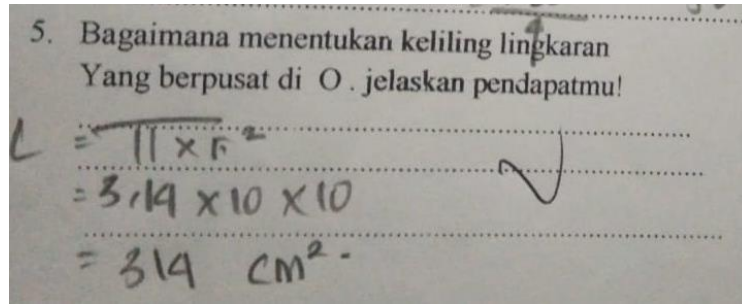 5. Bagaimana menentukan keliling lingkaran
Yang berpusat di O . jelaskan pendapatmu!
L = π × r²
= 3,14 × 10 × 10
= 314 cm² .